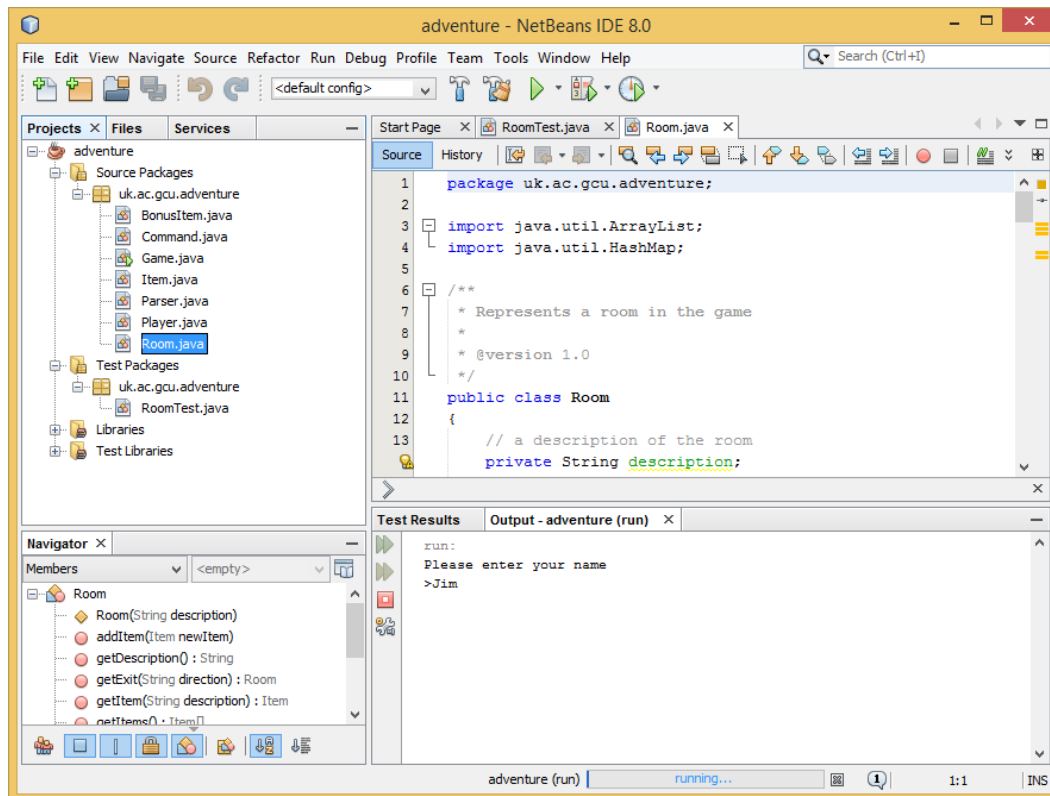 adventure - NetBeans IDE 8.0
File Edit View Navigate Source Refactor Run Debug Profile Team Tools Window Help
Search (Ctrl+I)
<default config>
Projects Files Services
adventure
Source Packages
uk.ac.gcu.adventure
BonusItem.java
Command.java
Game.java
Item.java
Parser.java
Player.java
Room.java
Test Packages
uk.ac.gcu.adventure
RoomTest.java
Libraries
Test Libraries
Navigator
Members <empty>
Room
Room(String description)
addItem(Item newItem)
getDescription() : String
getExit(String direction) : Room
getItem(String description) : Item
getItems() : Item[]
Start Page RoomTest.java Room.java
Source History
1 package uk.ac.gcu.adventure;
2
3 import java.util.ArrayList;
4 import java.util.HashMap;
5
6 /**
7 * Represents a room in the game
8 *
9 * @version 1.0
10 */
11 public class Room
12 {
13 // a description of the room
private String description;
Test Results Output - adventure (run)
run:
Please enter your name
>Jim
adventure (run) running... 1 1:1 INS